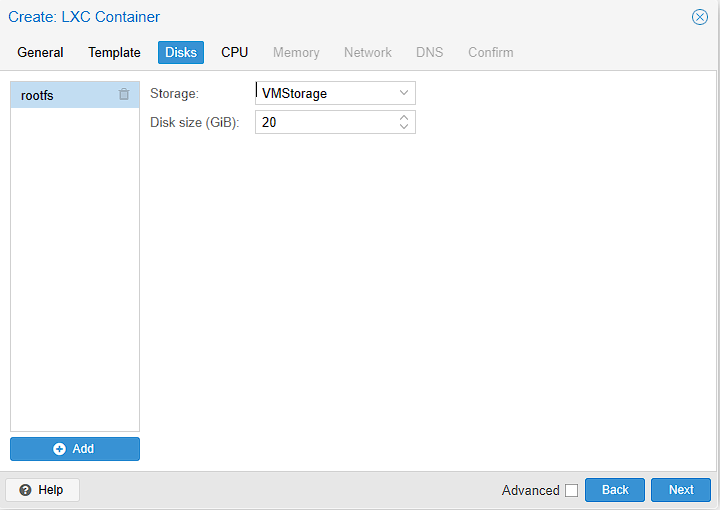 Create: LXC Container
General Template Disks CPU Memory Network DNS Confirm
rootfs
Storage: VMStorage
Disk size (GiB): 20
Add
Help Advanced Back Next